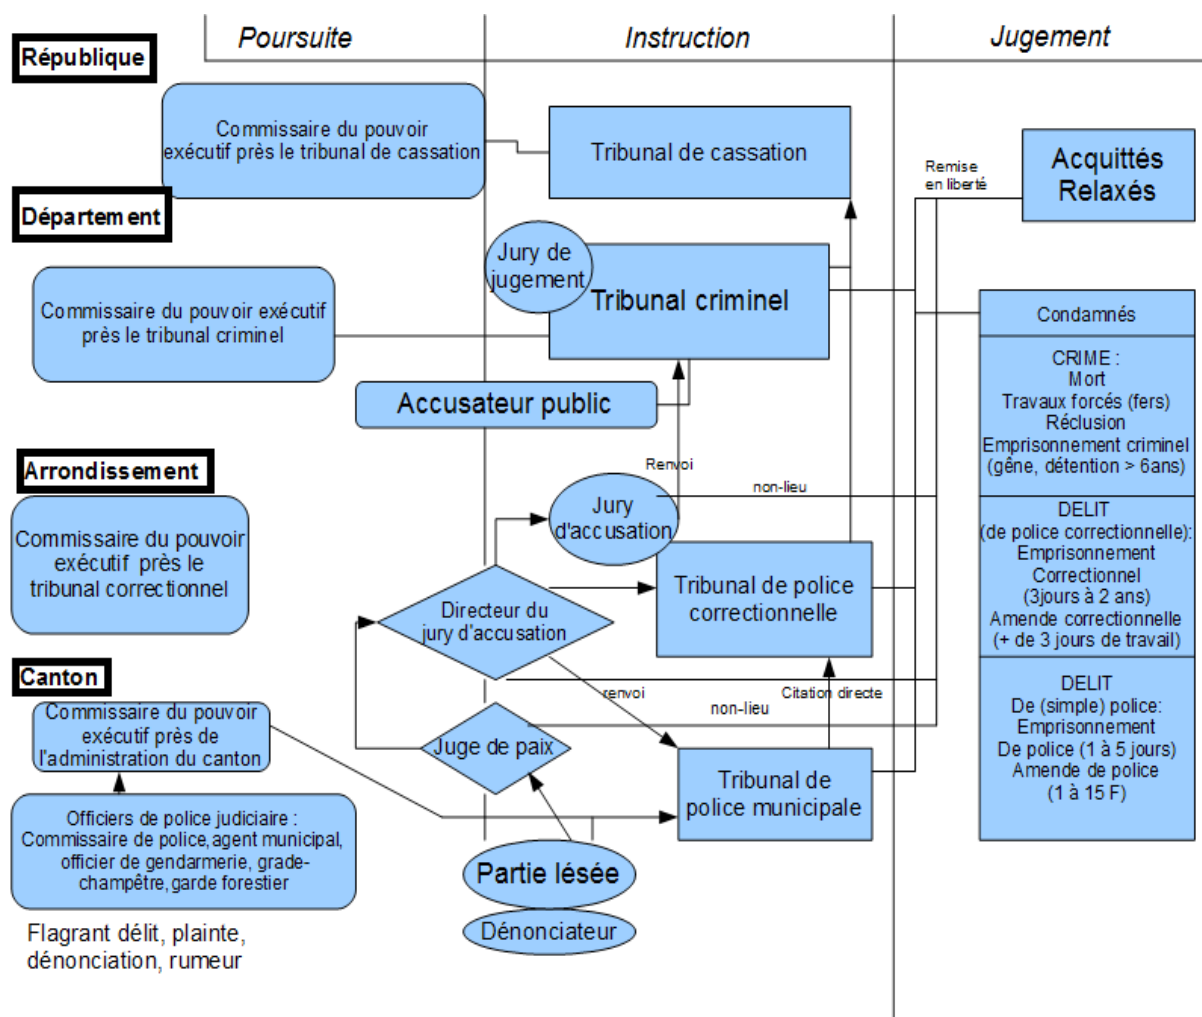 Poursuite
Instruction
Jugement
République
Commissaire du pouvoir
exécutif près le tribunal de cassation
Tribunal de cassation
Remise
en liberté
Acquittés
Relaxés
Département
Jury de
jugement
Tribunal criminel
Commissaire du pouvoir exécutif
près le tribunal criminel
Condamnés
CRIME :
Mort
Travaux forcés (fers)
Réclusion
Emprisonnement criminel
(gêne, détention > 6ans)
Accusateur public
Arrondissement
Renvoi
Jury
d'accusation
non-lieu
Commissaire du pouvoir
exécutif près le
tribunal correctionnel
DELIT
(de police correctionnelle):
Emprisonnement
Correctionnel
(3jours à 2 ans)
Amende correctionnelle
(+ de 3 jours de travail)
Tribunal de police
correctionnelle
Directeur du
jury d'accusation
Canton
renvoi
Citation directe
non-lieu
Commissaire du pouvoir
exécutif près de
l'administration du canton
Juge de paix
DELIT
De (simple) police:
Emprisonnement
De police (1 à 5 jours)
Amende de police
(1 à 15 F)
Tribunal de
police municipale
Officiers de police judiciaire :
Commissaire de police, agent municipal,
officier de gendarmerie, grade-
champêtre, garde forestier
Partie lésée
Dénonciateur
Flagrant délit, plainte,
dénonciation, rumeur